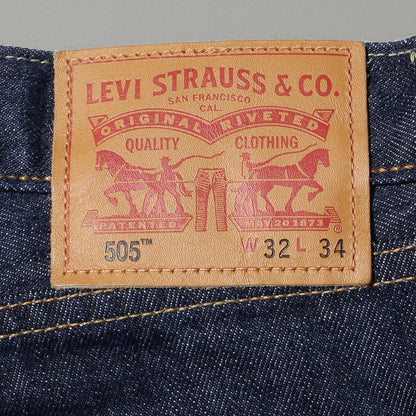 LEVI STRAUSS & CO.
SAN FRANCISCO
CAL.
ORIGINAL RIVETED
QUALITY CLOTHING
PATENTED MAY 20 1873
505™ W 32 L 34